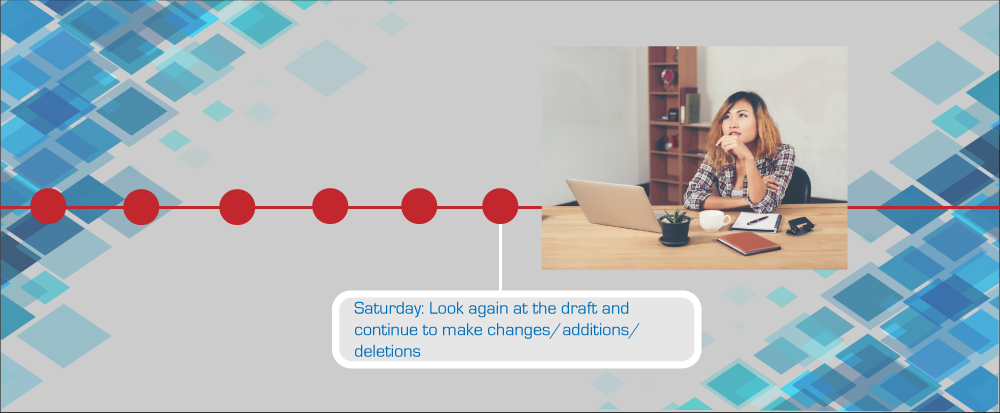 Saturday: Look again at the draft and
continue to make changes/additions/
deletions